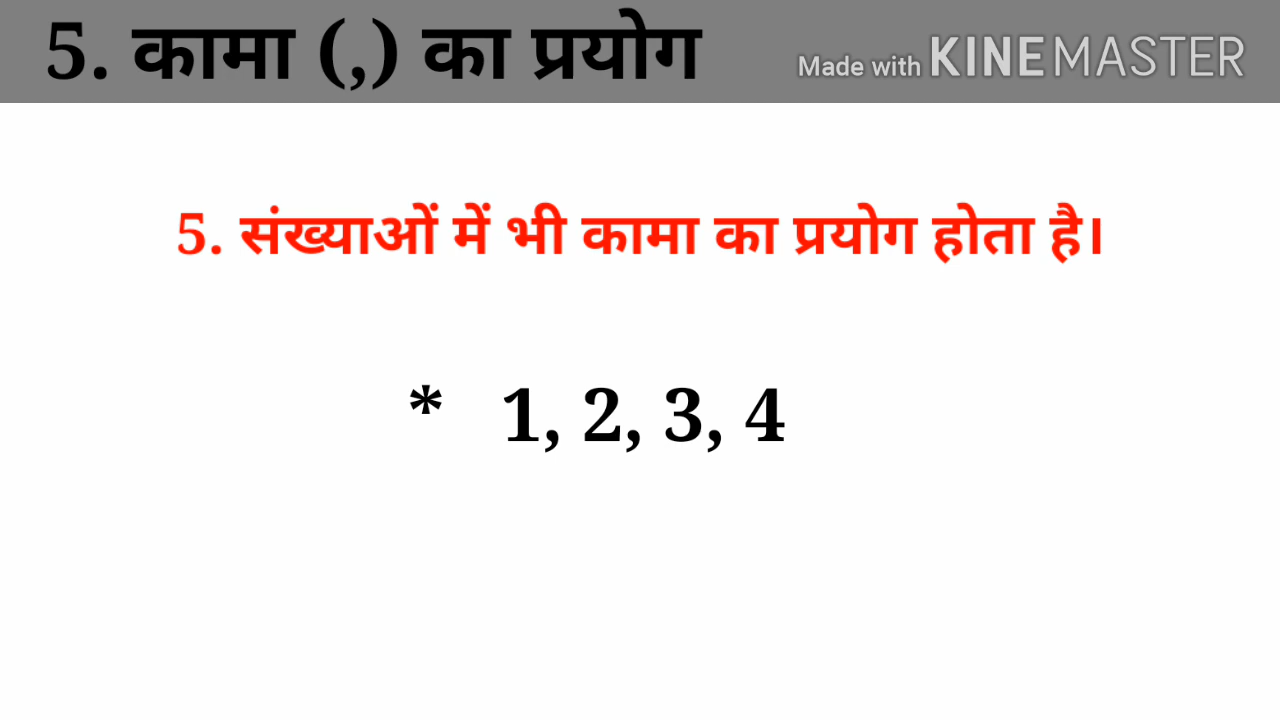 5. कामा (,) का प्रयोग
Made with KINEMASTER
5. संख्याओं में भी कामा का प्रयोग होता है।
* 1, 2, 3, 4